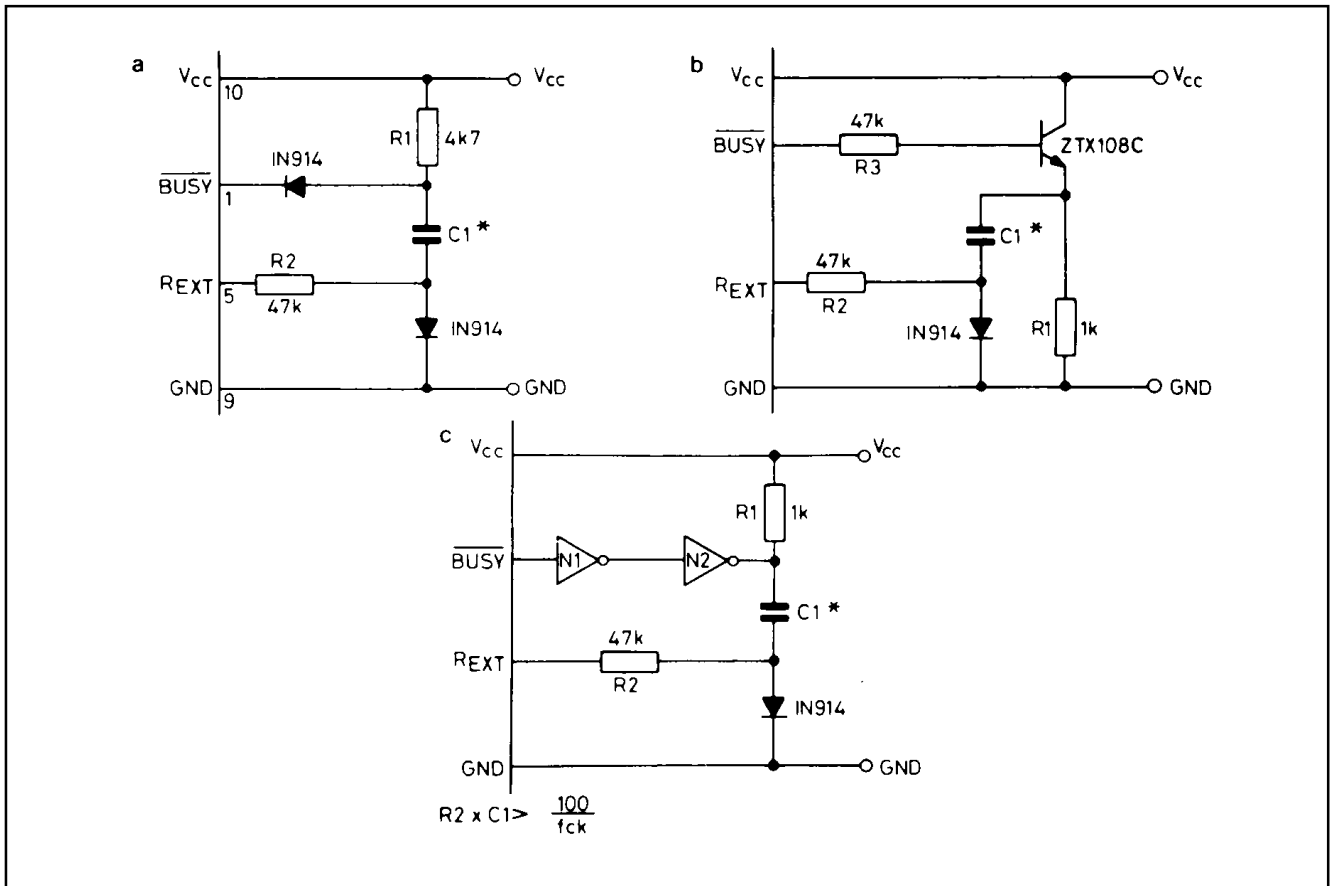 a
VCC
10
VCC
R1
4k7
IN914
BUSY
1
C1 *
R2
REXT
5
47k
IN914
GND
9
GND
b
VCC
VCC
47k
BUSY
R3
ZTX108C
C1 *
47k
REXT
R2
IN914
R1
1k
GND
GND
c
VCC
VCC
R1
1k
BUSY
N1
N2
C1 *
47k
REXT
R2
IN914
GND
GND
R2 x C1> 100
fck